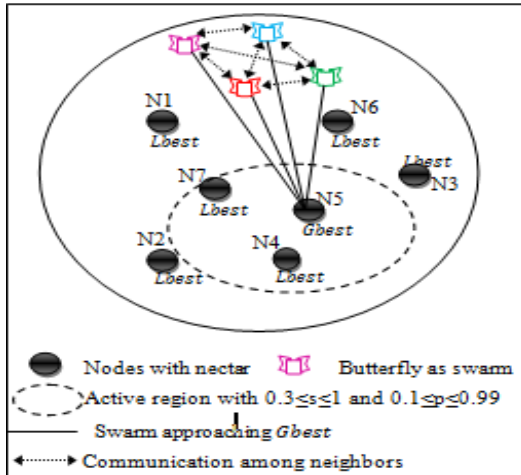 N1
Lbest
N6
Lbest
Lbest
N3
N7
Lbest
N5
Gbest
N2
Lbest
N4
Lbest
Nodes with nectar
Butterfly as swarm
Active region with 0.3≤s≤1 and 0.1≤p≤0.99
Swarm approaching Gbest
Communication among neighbors